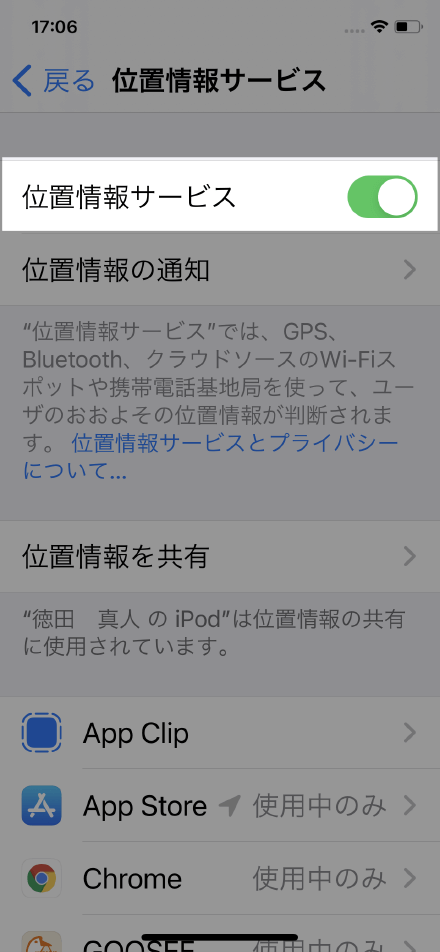 17:06
戻る 位置情報サービス
位置情報サービス
位置情報の通知
“位置情報サービス”では、GPS、
Bluetooth、クラウドソースのWi-Fiス
ポットや携帯電話基地局を使って、ユー
ザのおおよその位置情報が判断されま
す。 位置情報サービスとプライバシー
について...
位置情報を共有
“徳田　真人 の iPod”は位置情報の共有
に使用されています。
App Clip
App Store 使用中のみ
Chrome 使用中のみ
使用中のみ